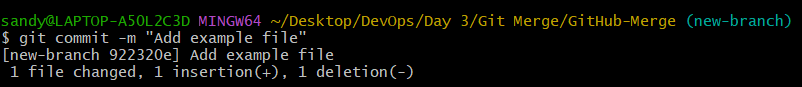 sandy@LAPTOP-A5OL2C3D MINGW64 ~/Desktop/DevOps/Day 3/Git Merge/GitHub-Merge (new-branch)
$ git commit -m "Add example file"
[new-branch 922320e] Add example file
 1 file changed, 1 insertion(+), 1 deletion(-)